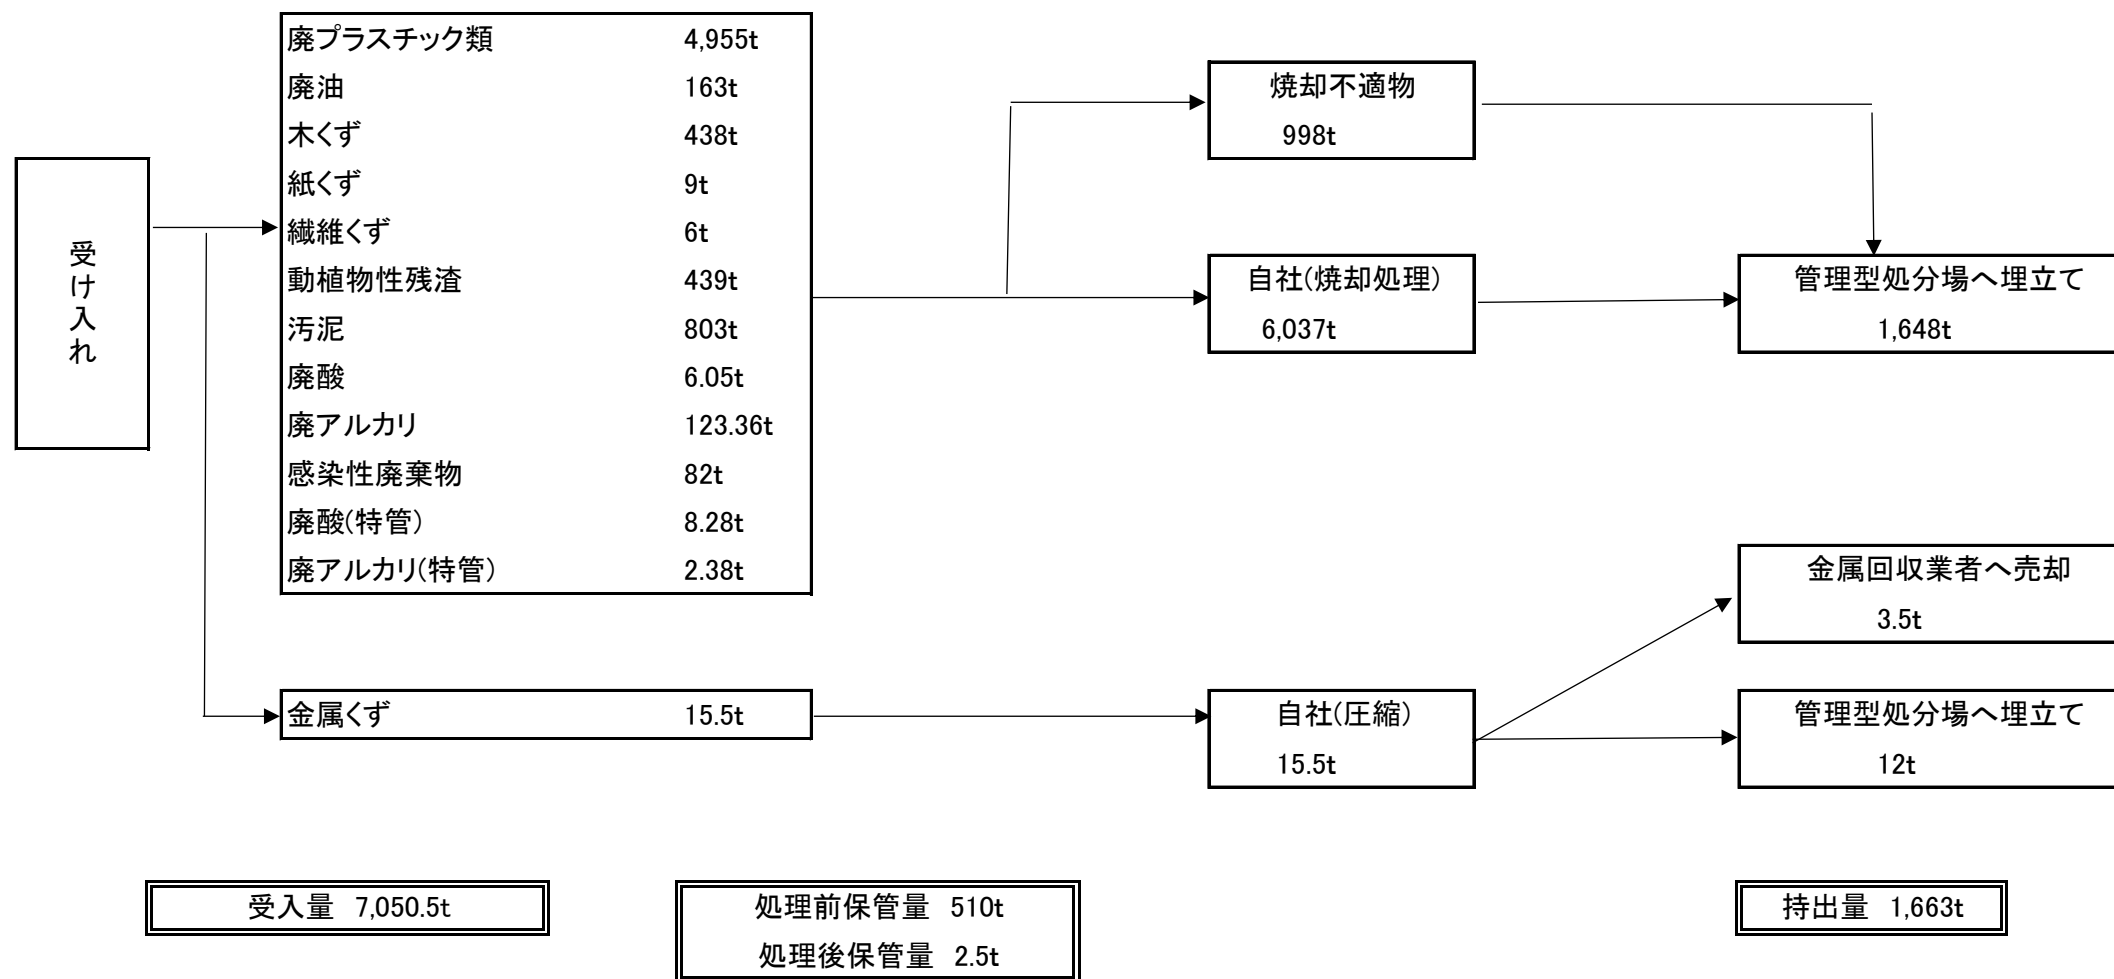 受け入れ
廃プラスチック類 4,955t
廃油 163t
木くず 438t
紙くず 9t
繊維くず 6t
動植物性残渣 439t
汚泥 803t
廃酸 6.05t
廃アルカリ 123.36t
感染性廃棄物 82t
廃酸(特管) 8.28t
廃アルカリ(特管) 2.38t
金属くず 15.5t
焼却不適物
998t
自社(焼却処理)
6,037t
自社(圧縮)
15.5t
管理型処分場へ埋立て
1,648t
金属回収業者へ売却
3.5t
管理型処分場へ埋立て
12t
受入量 7,050.5t
処理前保管量 510t
処理後保管量 2.5t
持出量 1,663t